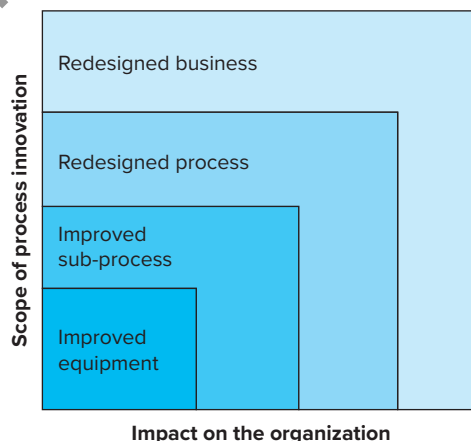 Scope of process innovation
Redesigned business
Redesigned process
Improved
sub-process
Improved
equipment
Impact on the organization